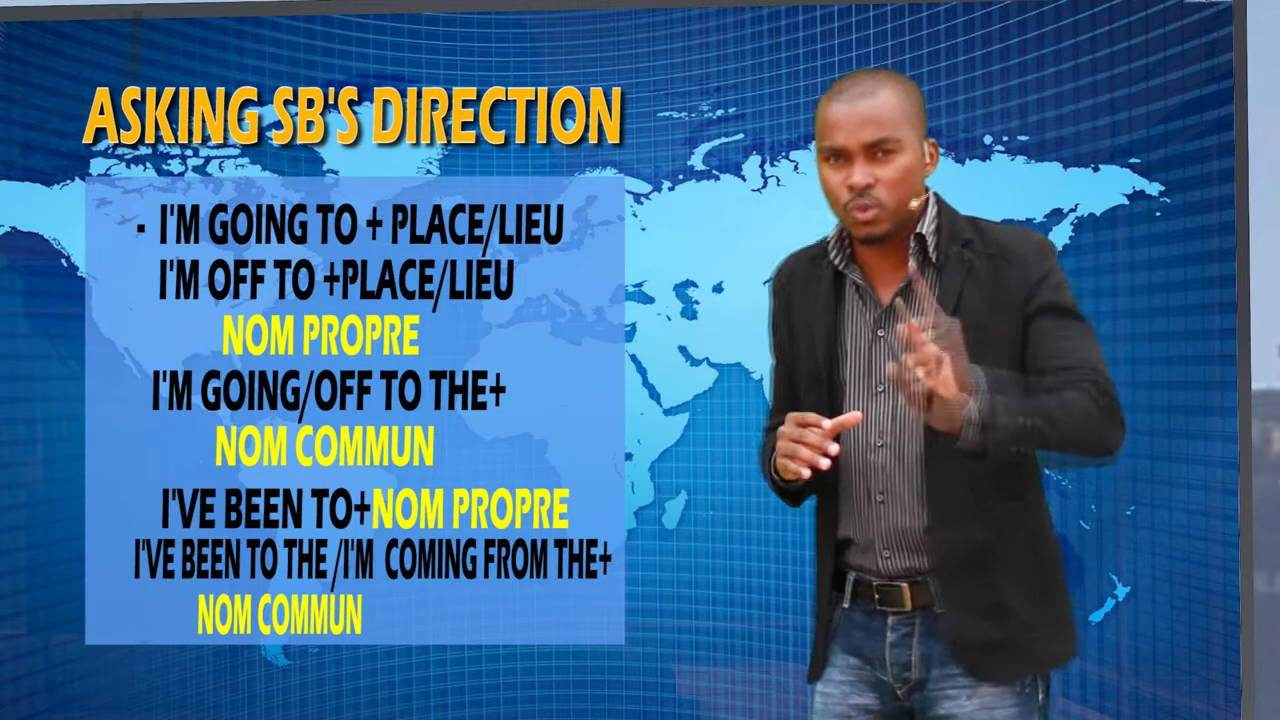 ASKING SB'S DIRECTION
- I'M GOING TO + PLACE/LIEU
I'M OFF TO +PLACE/LIEU
NOM PROPRE
I'M GOING/OFF TO THE+
NOM COMMUN
I'VE BEEN TO+NOM PROPRE
I'VE BEEN TO THE /I'M COMING FROM THE+
NOM COMMUN